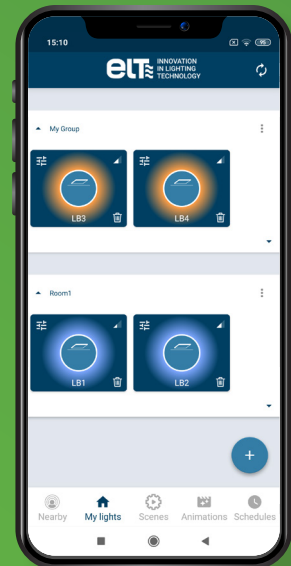 15:10
95
eLT INNOVATION
IN LIGHTING
TECHNOLOGY
My Group
LB3
LB4
Room1
LB1
LB2
+
Nearby
My lights
Scenes
Animations
Schedules